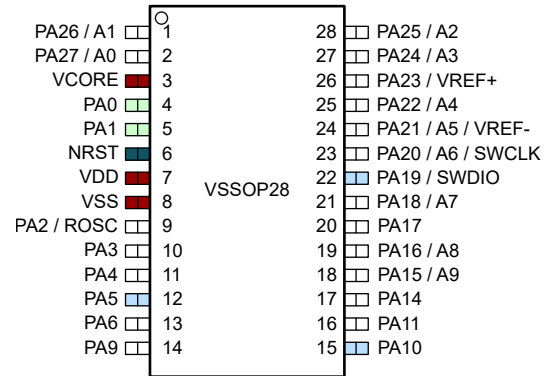 PA26 / A1 1 28 PA25 / A2
PA27 / A0 2 27 PA24 / A3
VCORE 3 26 PA23 / VREF+
PA0 4 25 PA22 / A4
PA1 5 24 PA21 / A5 / VREF-
NRST 6 23 PA20 / A6 / SWCLK
VDD 7 22 PA19 / SWDIO
VSSOP28
VSS 8 21 PA18 / A7
PA2 / ROSC 9 20 PA17
PA3 10 19 PA16 / A8
PA4 11 18 PA15 / A9
PA5 12 17 PA14
PA6 13 16 PA11
PA9 14 15 PA10